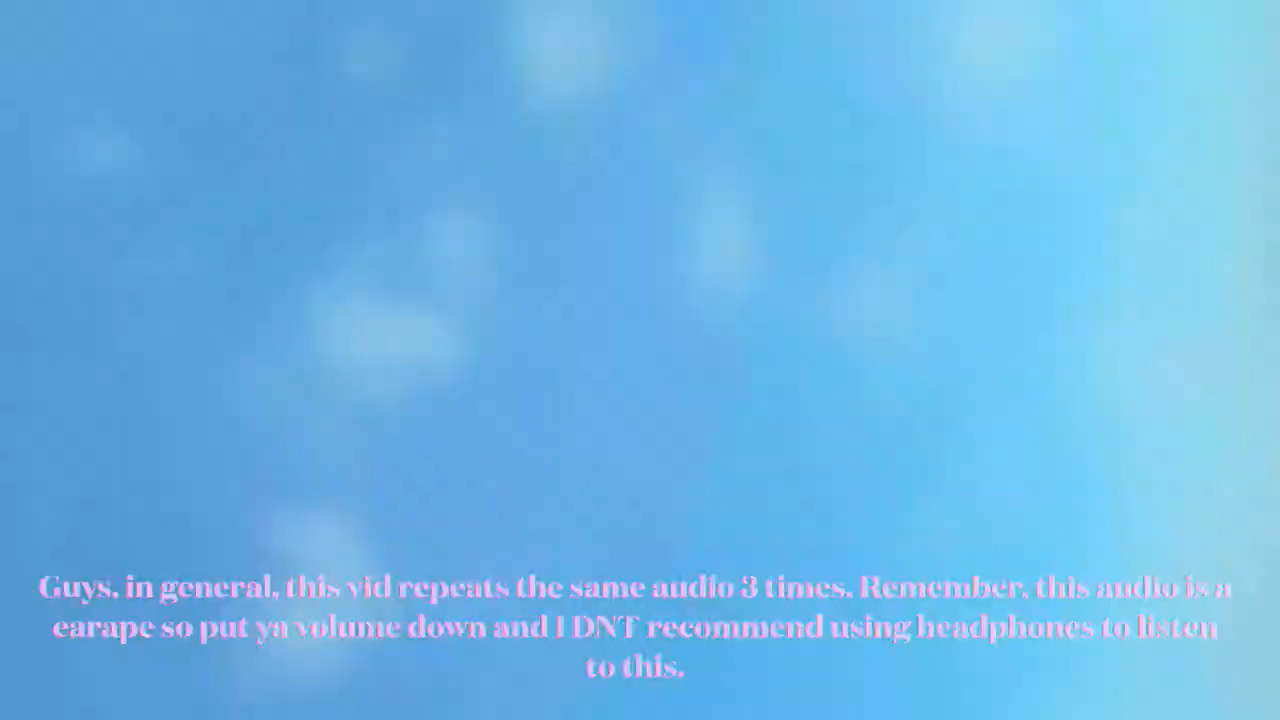 Guys, in general, this vid repeats the same audio 3 times. Remember, this audio is a
earape so put ya volume down and I DNT recommend using headphones to listen
to this.